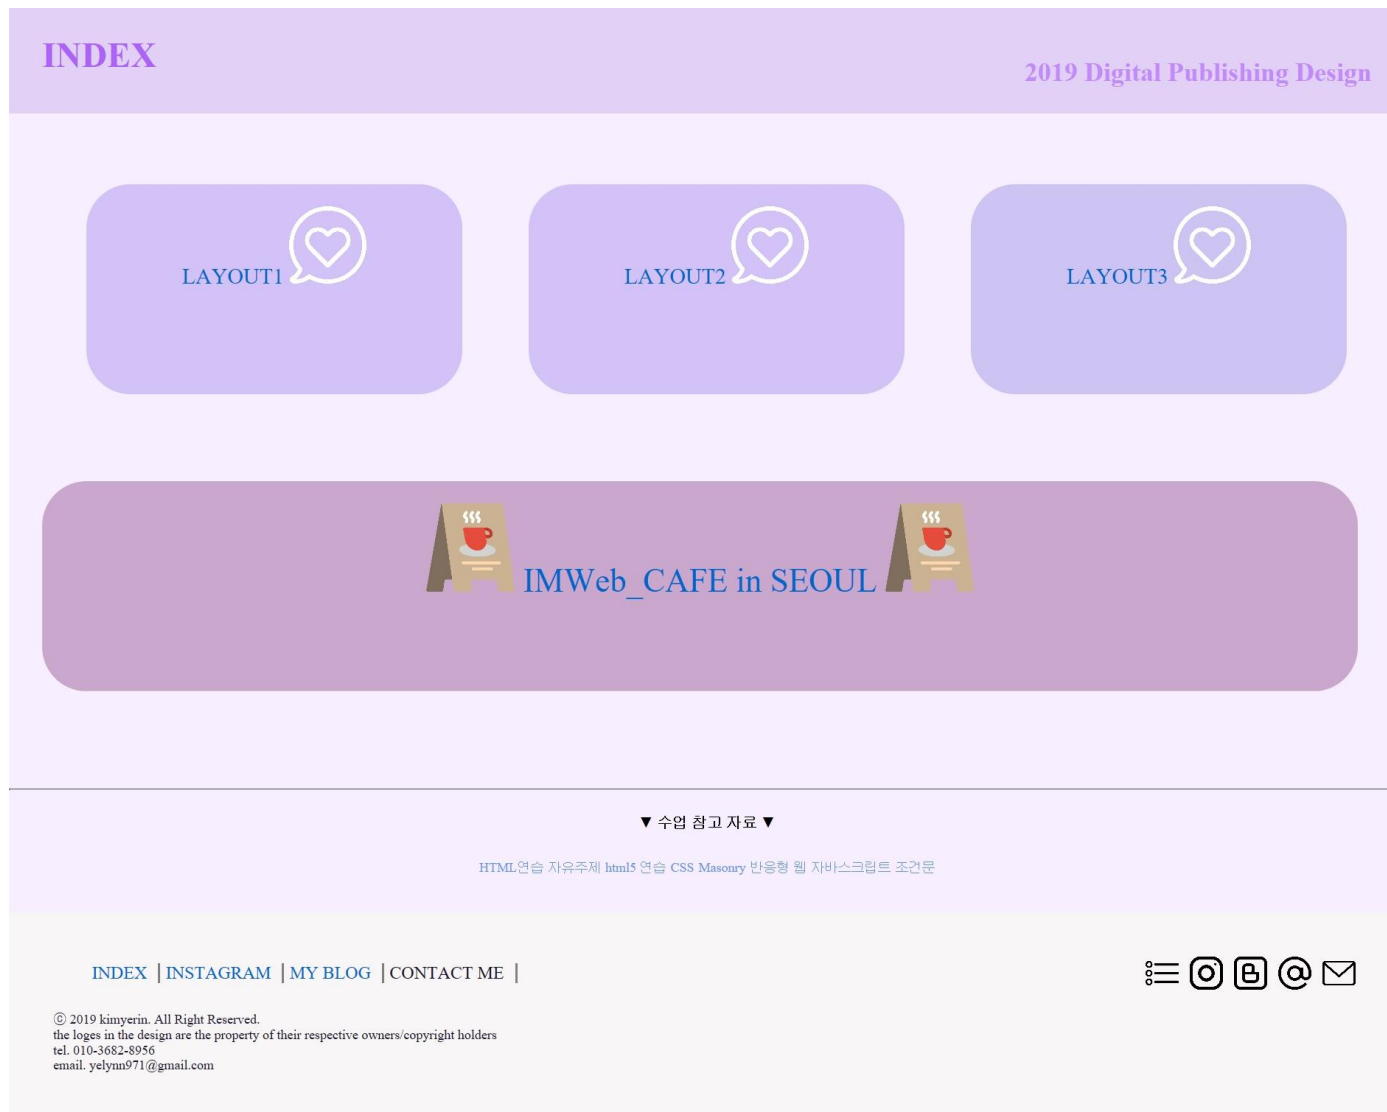 INDEX
2019 Digital Publishing Design
LAYOUT1
LAYOUT2
LAYOUT3
IMWeb_CAFE in SEOUL
▼ 수업 참고 자료 ▼
HTML연습 자유주제 html5 연습 CSS Masonry 반응형 웹 자바스크립트 조건문
INDEX | INSTAGRAM | MY BLOG | CONTACT ME |
ⓒ 2019 kimyerin. All Right Reserved.
the loges in the design are the property of their respective owners/copyright holders
tel. 010-3682-8956
email. yelynn971@gmail.com